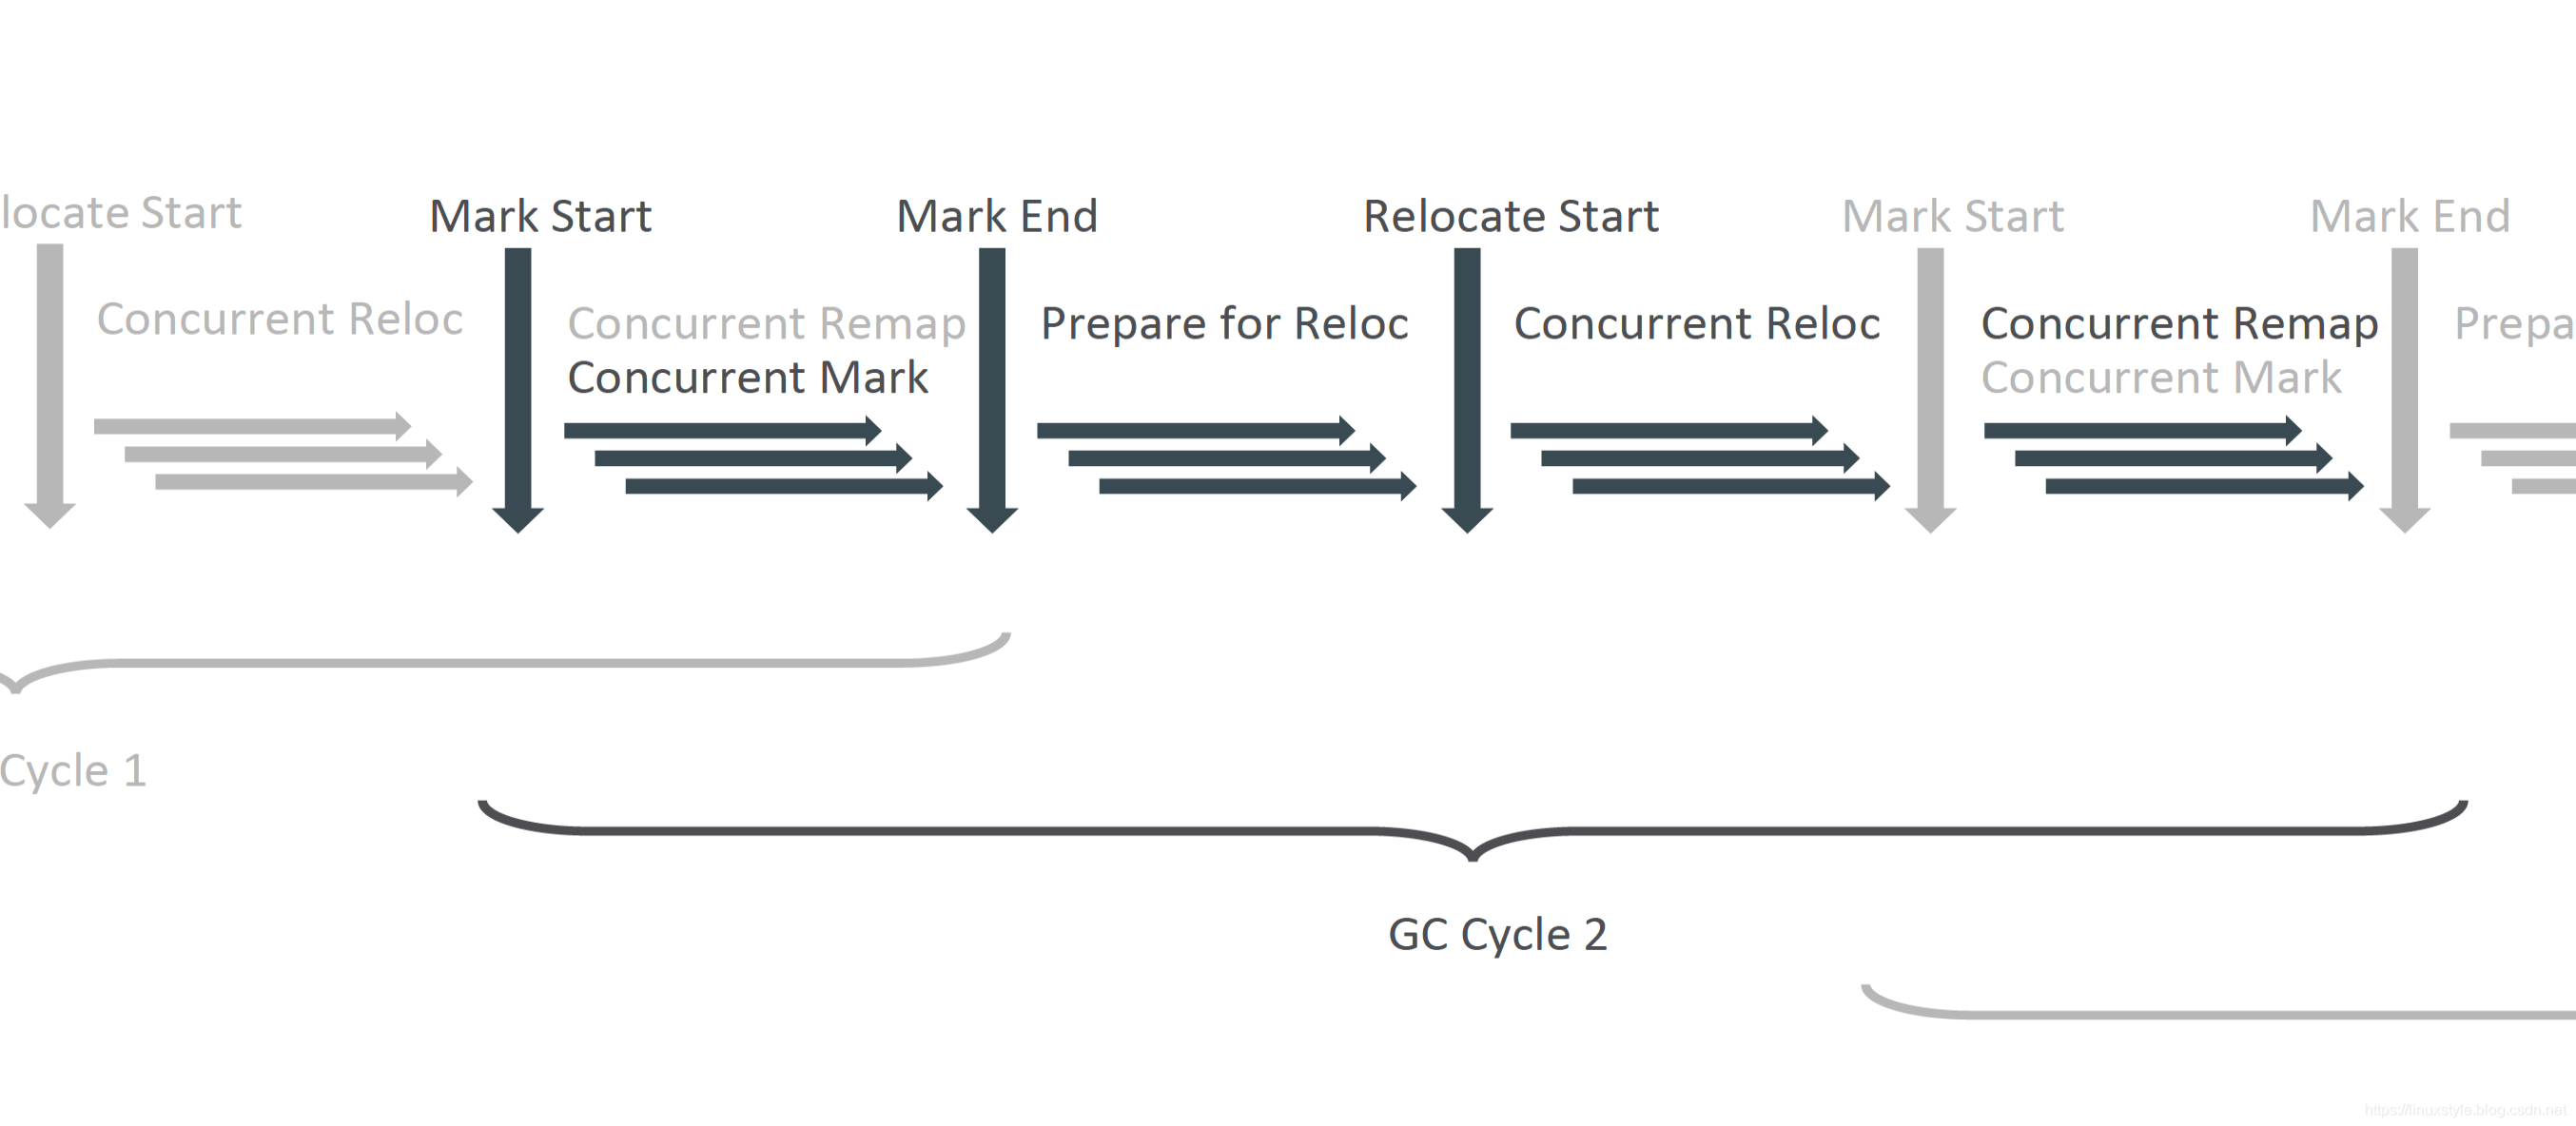 locate Start
Mark Start
Mark End
Relocate Start
Mark Start
Mark End
Concurrent Reloc
Concurrent Remap
Concurrent Mark
Prepare for Reloc
Concurrent Reloc
Concurrent Remap
Concurrent Mark
Prepa
Cycle 1
GC Cycle 2
https://linuxstyle.blog.csdn.net